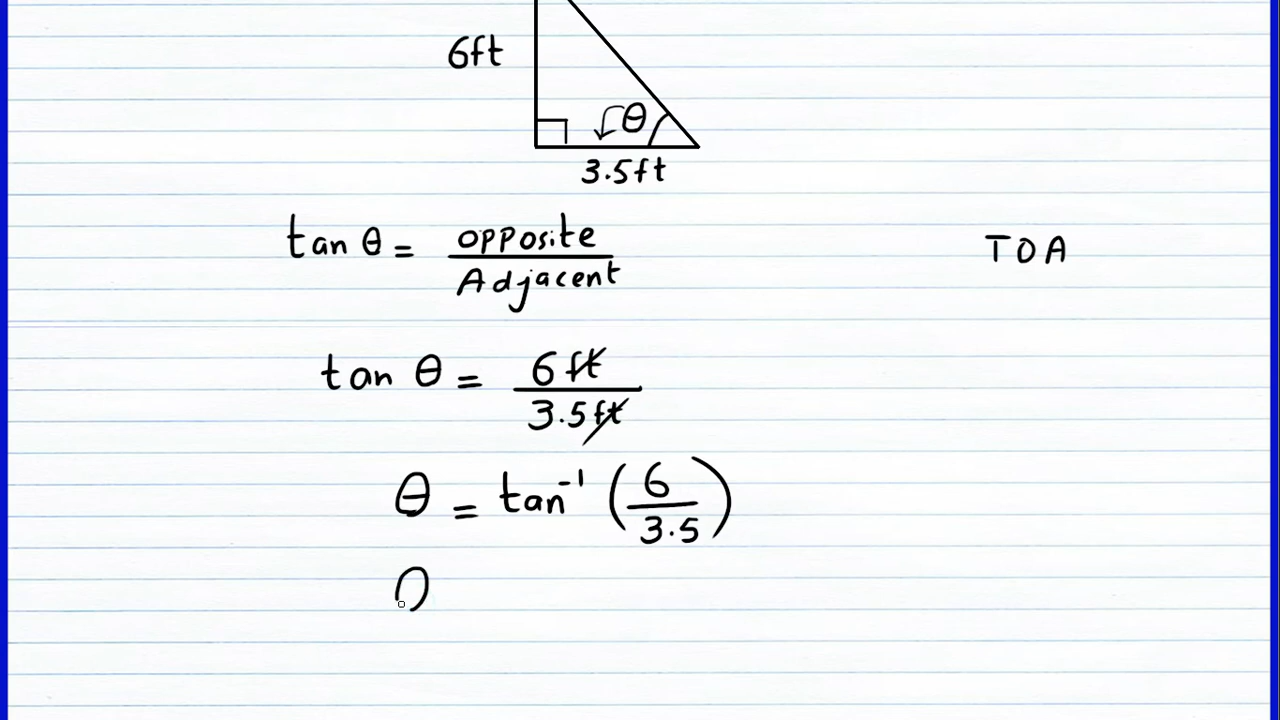 6ft
θ
3.5ft
tan θ = opposite / Adjacent
TOA
tan θ = 6 ft / 3.5 ft
θ = tan⁻¹ (6 / 3.5)